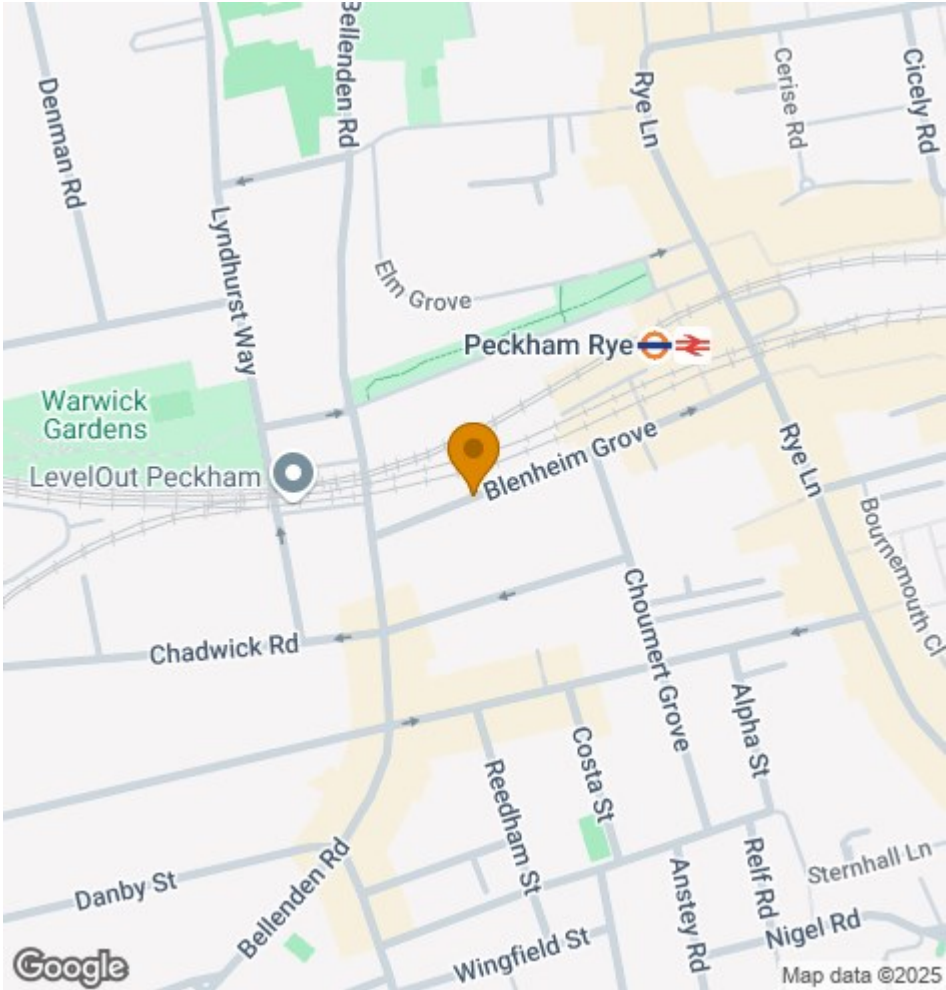 Bellenden Rd
Rye Ln
Cerise Rd
Cicely Rd
Denman Rd
Lyndhurst Way
Elm Grove
Peckham Rye
Warwick
Gardens
LevelOut Peckham
Blenheim Grove
Rye Ln
Bournemouth Cl
Choumert Grove
Chadwick Rd
Alpha St
Costa St
Reedham St
Danby St
Bellenden Rd
Anstey Rd
Relf Rd
Sternhall Ln
Nigel Rd
Wingfield St
Google
Map data ©2025